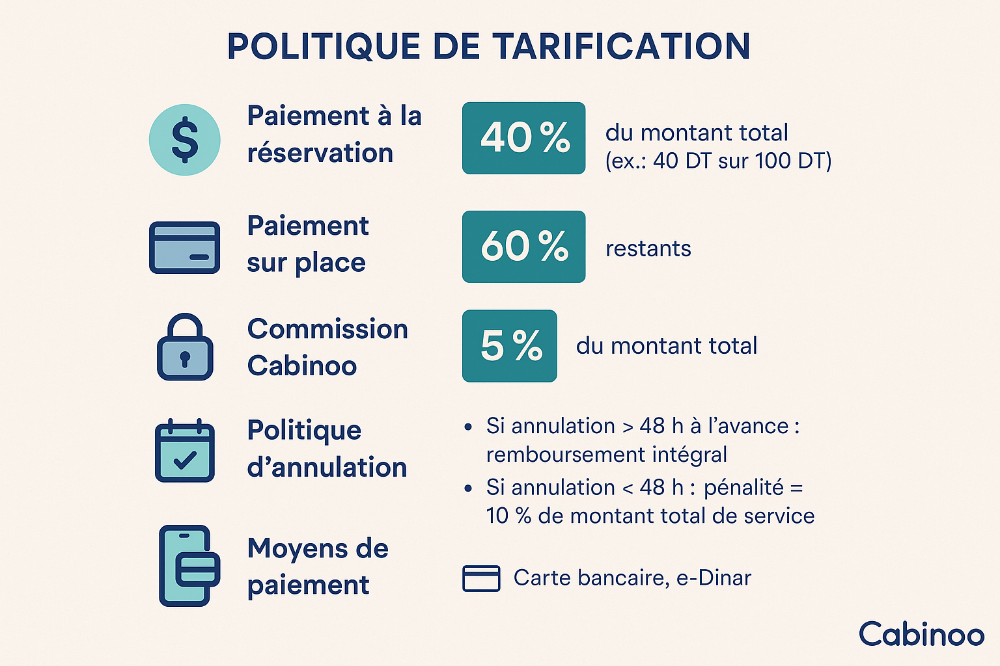 POLITIQUE DE TARIFICATION
$
Paiement à la
réservation
40 %
du montant total
(ex.: 40 DT sur 100 DT)
Paiement
sur place
60 %
restants
Commission
Cabinoo
5 %
du montant total
Politique
d’annulation
• Si annulation > 48 h à l’avance :
remboursement intégral
• Si annulation < 48 h : pénalité =
10 % de montant total de service
Moyens de
paiement
Carte bancaire, e-Dinar
Cabinoo